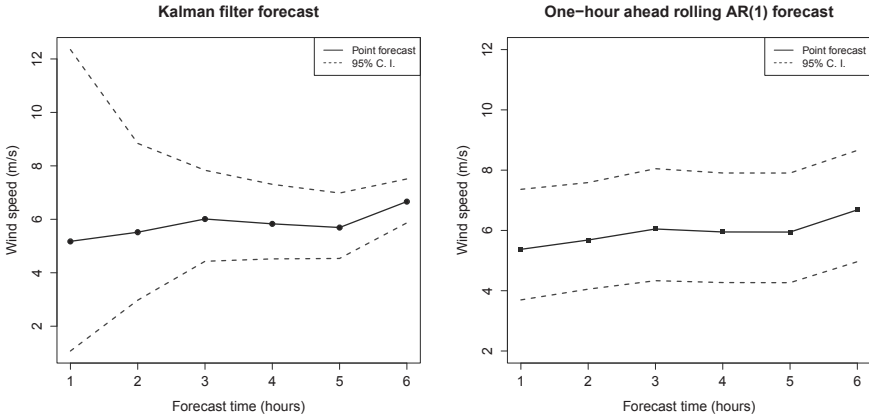 Kalman filter forecast
Point forecast
95% C. I.
Wind speed (m/s)
12
10
8
6
4
2
1 2 3 4 5 6
Forecast time (hours)
One−hour ahead rolling AR(1) forecast
Point forecast
95% C. I.
Wind speed (m/s)
12
10
8
6
4
2
1 2 3 4 5 6
Forecast time (hours)